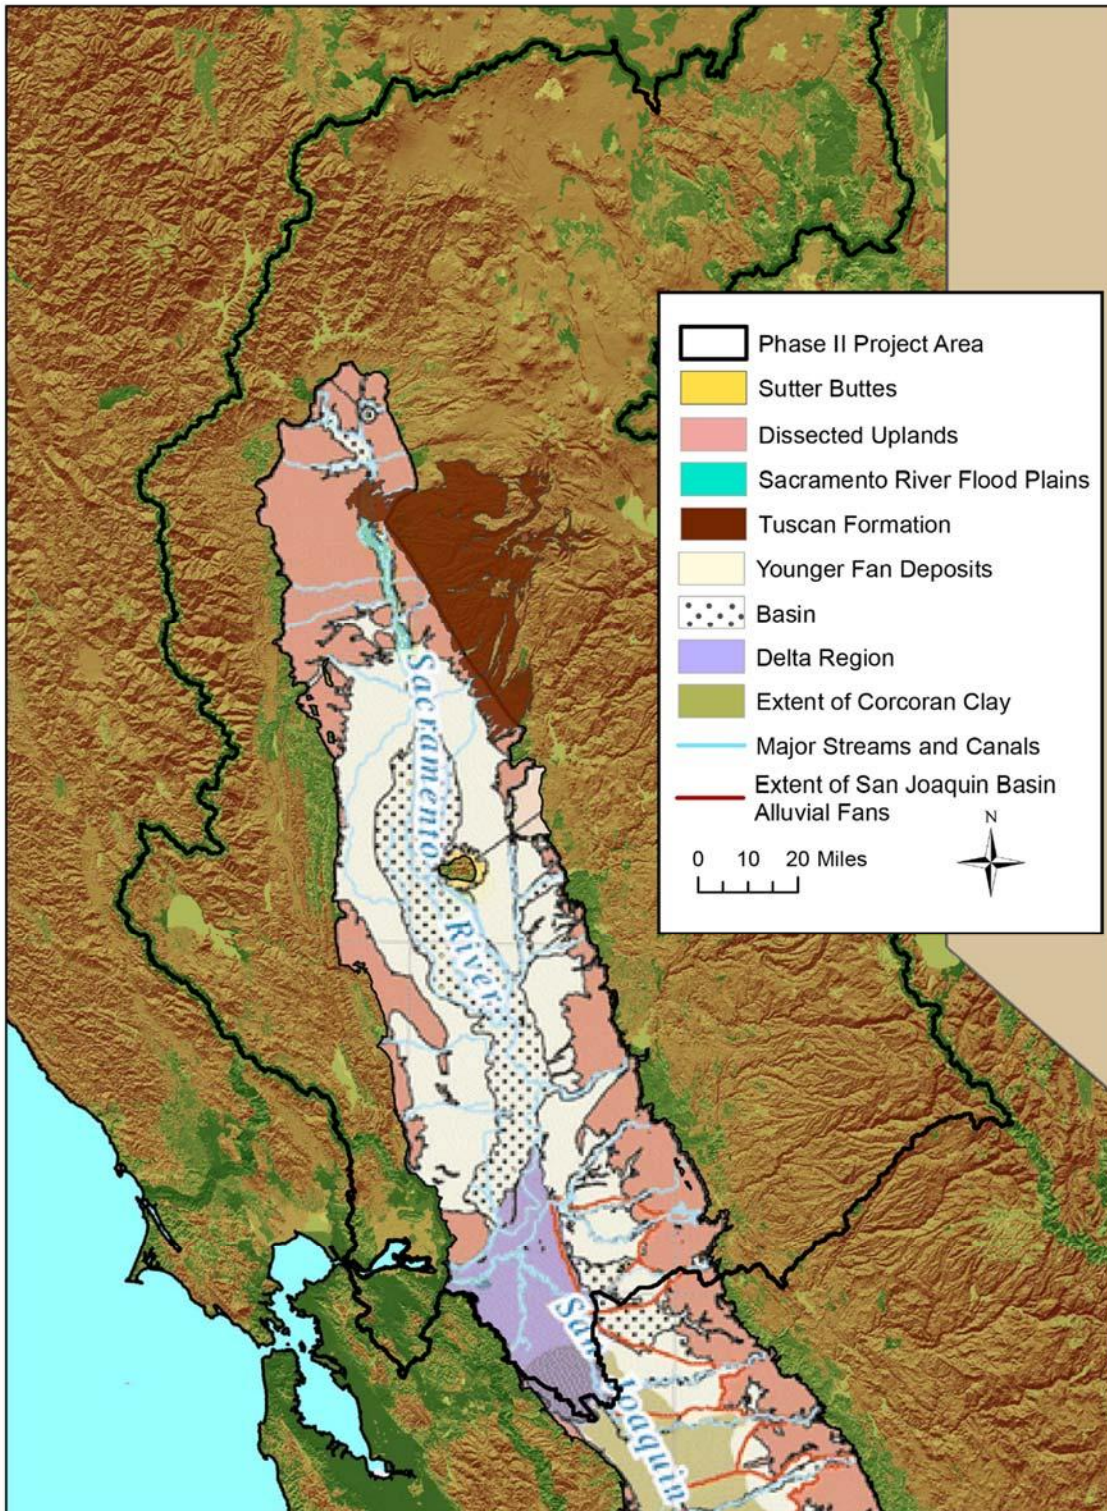 Phase II Project Area
Sutter Buttes
Dissected Uplands
Sacramento River Flood Plains
Tuscan Formation
Younger Fan Deposits
Basin
Delta Region
Extent of Corcoran Clay
Major Streams and Canals
Extent of San Joaquin Basin
Alluvial Fans
N
0 10 20 Miles
Sacramento
River
San
Joaquin